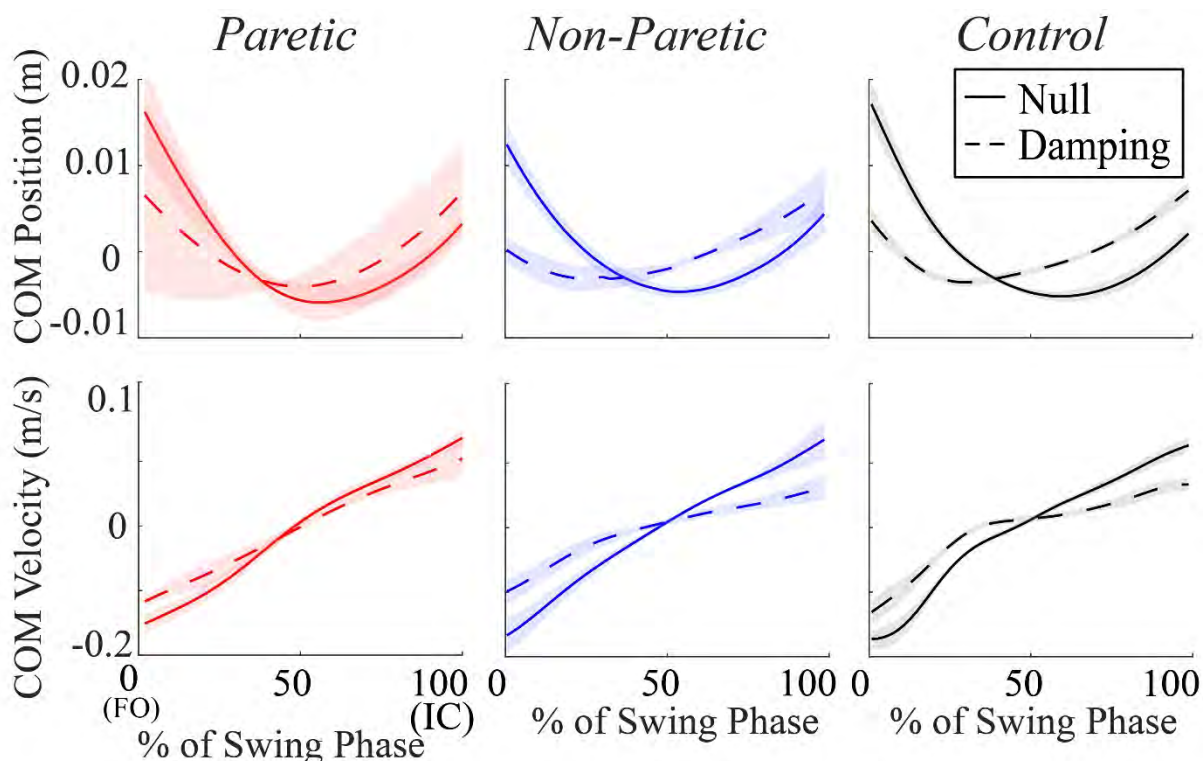 Paretic
Non-Paretic
Control
COM Position (m)
0.02
0.01
0
-0.01
Null
Damping
COM Velocity (m/s)
0.1
0
-0.2
0 50 100
(FO) (IC)
% of Swing Phase
0 50 100
% of Swing Phase
0 50 100
% of Swing Phase